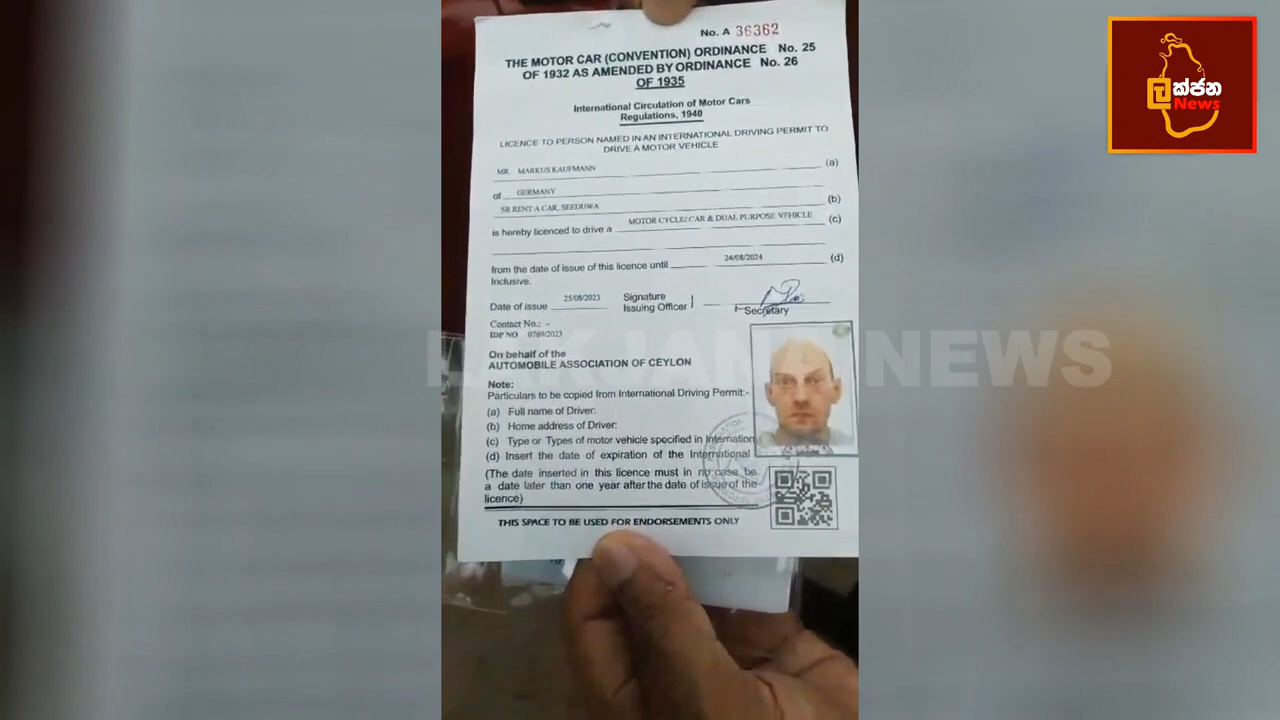 No. A 36362
THE MOTOR CAR (CONVENTION) ORDINANCE No. 25
OF 1932 AS AMENDED BY ORDINANCE No. 26
OF 1935
International Circulation of Motor Cars
Regulations, 1940
LICENCE TO PERSON NAMED IN AN INTERNATIONAL DRIVING PERMIT TO
DRIVE A MOTOR VEHICLE
MR. MARKUS KAUFMANN (a)
of GERMANY
SR RENT A CAR, SEEDUWA (b)
is hereby licenced to drive a MOTOR CYCLE/ CAR & DUAL PURPOSE VEHICLE (c)
from the date of issue of this licence until 24/08/2024 (d)
Inclusive.
Date of issue 25/08/2023 Signature
Issuing Officer
Secretary
Contact No.: -
IDP NO 0769/2023
On behalf of the
AUTOMOBILE ASSOCIATION OF CEYLON
Note:
Particulars to be copied from International Driving Permit:-
(a) Full name of Driver:
(b) Home address of Driver:
(c) Type or Types of motor vehicle specified in Internation
(d) Insert the date of expiration of the International
(The date inserted in this licence must in no case be
a date later than one year after the date of issue of the
licence)
THIS SPACE TO BE USED FOR ENDORSEMENTS ONLY
LAKJANA NEWS
ලක්ජන
News